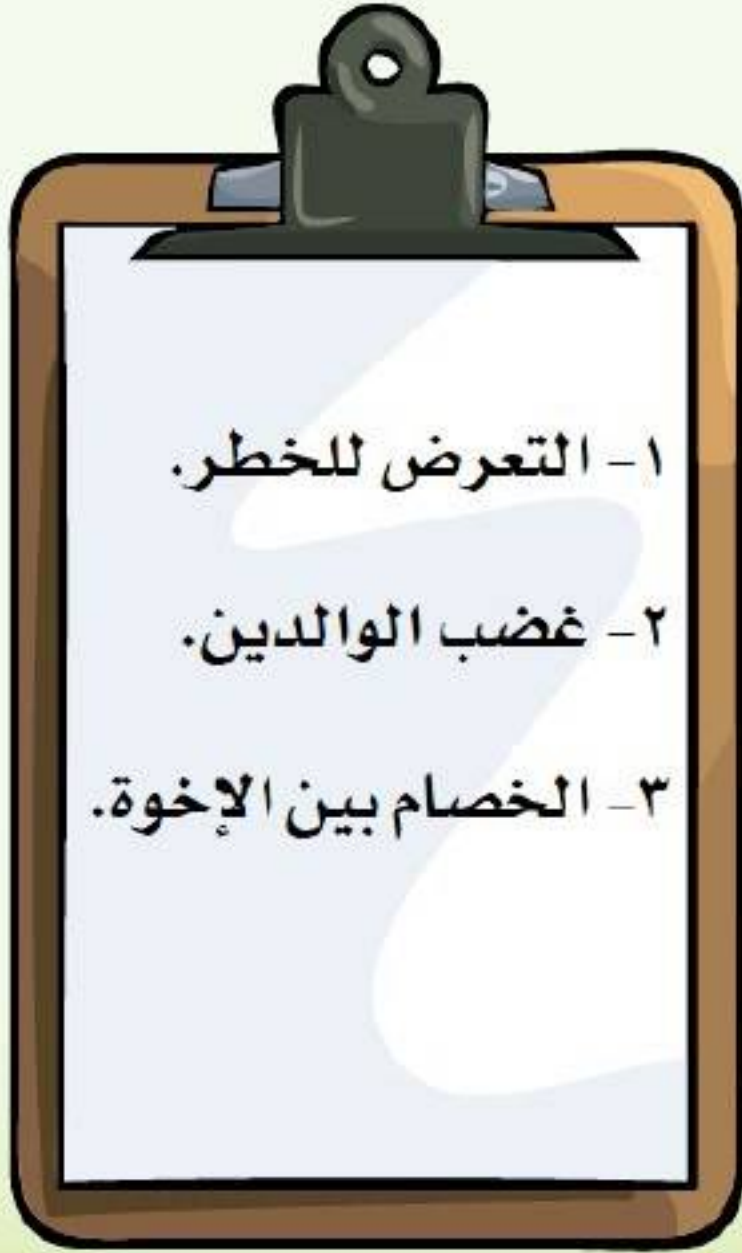 ١- التعرض للخطر.
٢- غضب الوالدين.
٣- الخصام بين الإخوة.